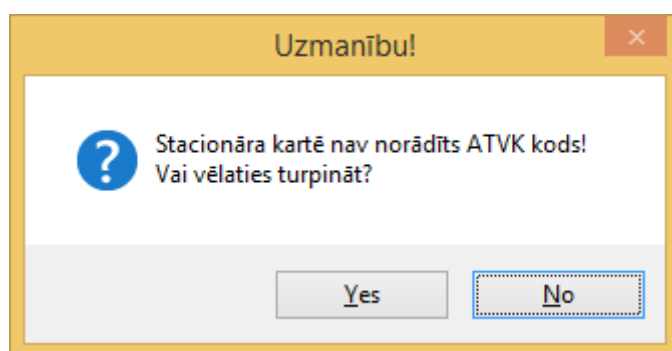 Uzmanību!
Stacionāra kartē nav norādīts ATVK kods!
Vai vēlaties turpināt?
Yes
No